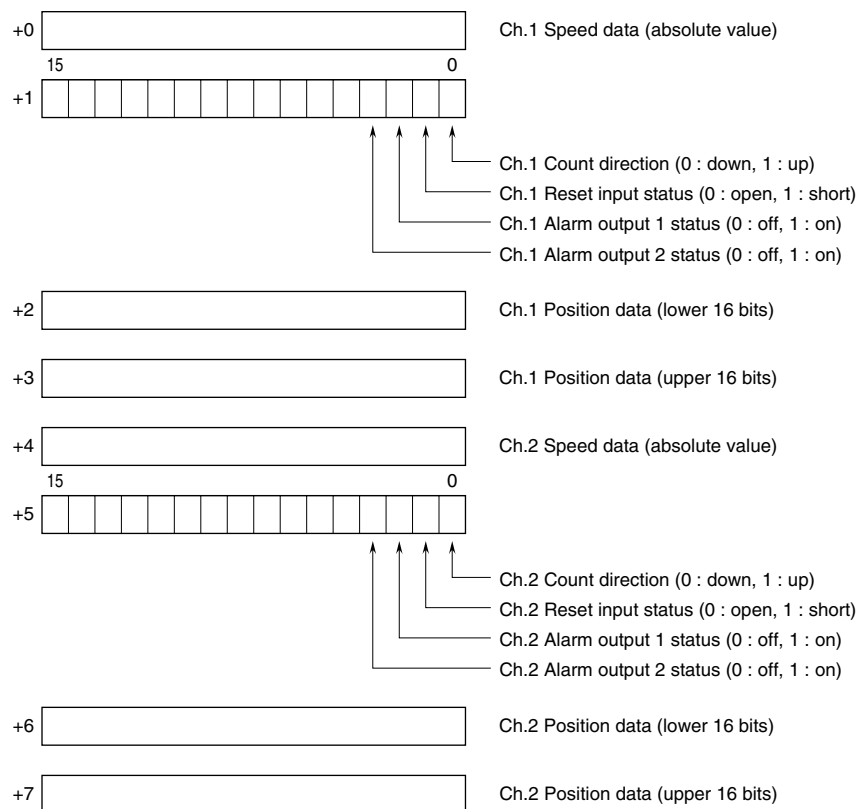 +0 Ch.1 Speed data (absolute value)
15 0
+1
Ch.1 Count direction (0 : down, 1 : up)
Ch.1 Reset input status (0 : open, 1 : short)
Ch.1 Alarm output 1 status (0 : off, 1 : on)
Ch.1 Alarm output 2 status (0 : off, 1 : on)
+2 Ch.1 Position data (lower 16 bits)
+3 Ch.1 Position data (upper 16 bits)
+4 Ch.2 Speed data (absolute value)
15 0
+5
Ch.2 Count direction (0 : down, 1 : up)
Ch.2 Reset input status (0 : open, 1 : short)
Ch.2 Alarm output 1 status (0 : off, 1 : on)
Ch.2 Alarm output 2 status (0 : off, 1 : on)
+6 Ch.2 Position data (lower 16 bits)
+7 Ch.2 Position data (upper 16 bits)